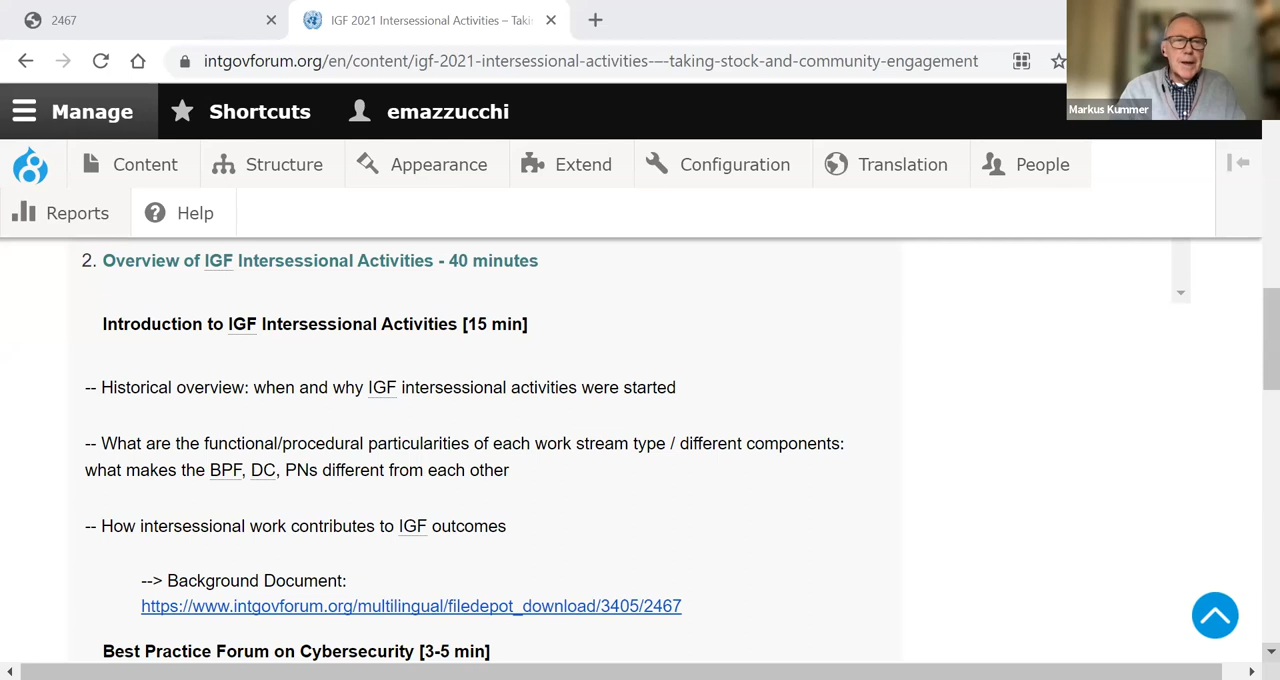 2467
IGF 2021 Intersessional Activities – Taki
intgovforum.org/en/content/igf-2021-intersessional-activities-–-taking-stock-and-community-engagement
Markus Kummer
Manage Shortcuts emazzucchi
Content Structure Appearance Extend Configuration Translation People
Reports Help
2. Overview of IGF Intersessional Activities - 40 minutes
Introduction to IGF Intersessional Activities [15 min]
-- Historical overview: when and why IGF intersessional activities were started
-- What are the functional/procedural particularities of each work stream type / different components:
what makes the BPF, DC, PNs different from each other
-- How intersessional work contributes to IGF outcomes
--> Background Document:
https://www.intgovforum.org/multilingual/filedepot_download/3405/2467
Best Practice Forum on Cybersecurity [3-5 min]